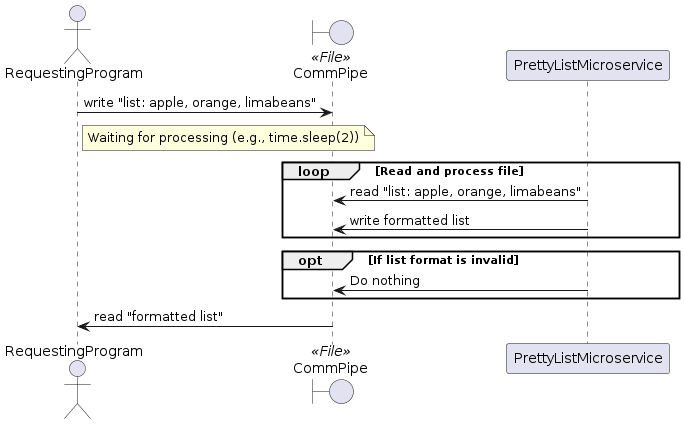 «File»
RequestingProgram
CommPipe
PrettyListMicroservice
write "list: apple, orange, limabeans"
Waiting for processing (e.g., time.sleep(2))
loop
[Read and process file]
read "list: apple, orange, limabeans"
write formatted list
opt
[If list format is invalid]
Do nothing
read "formatted list"
RequestingProgram
«File»
CommPipe
PrettyListMicroservice